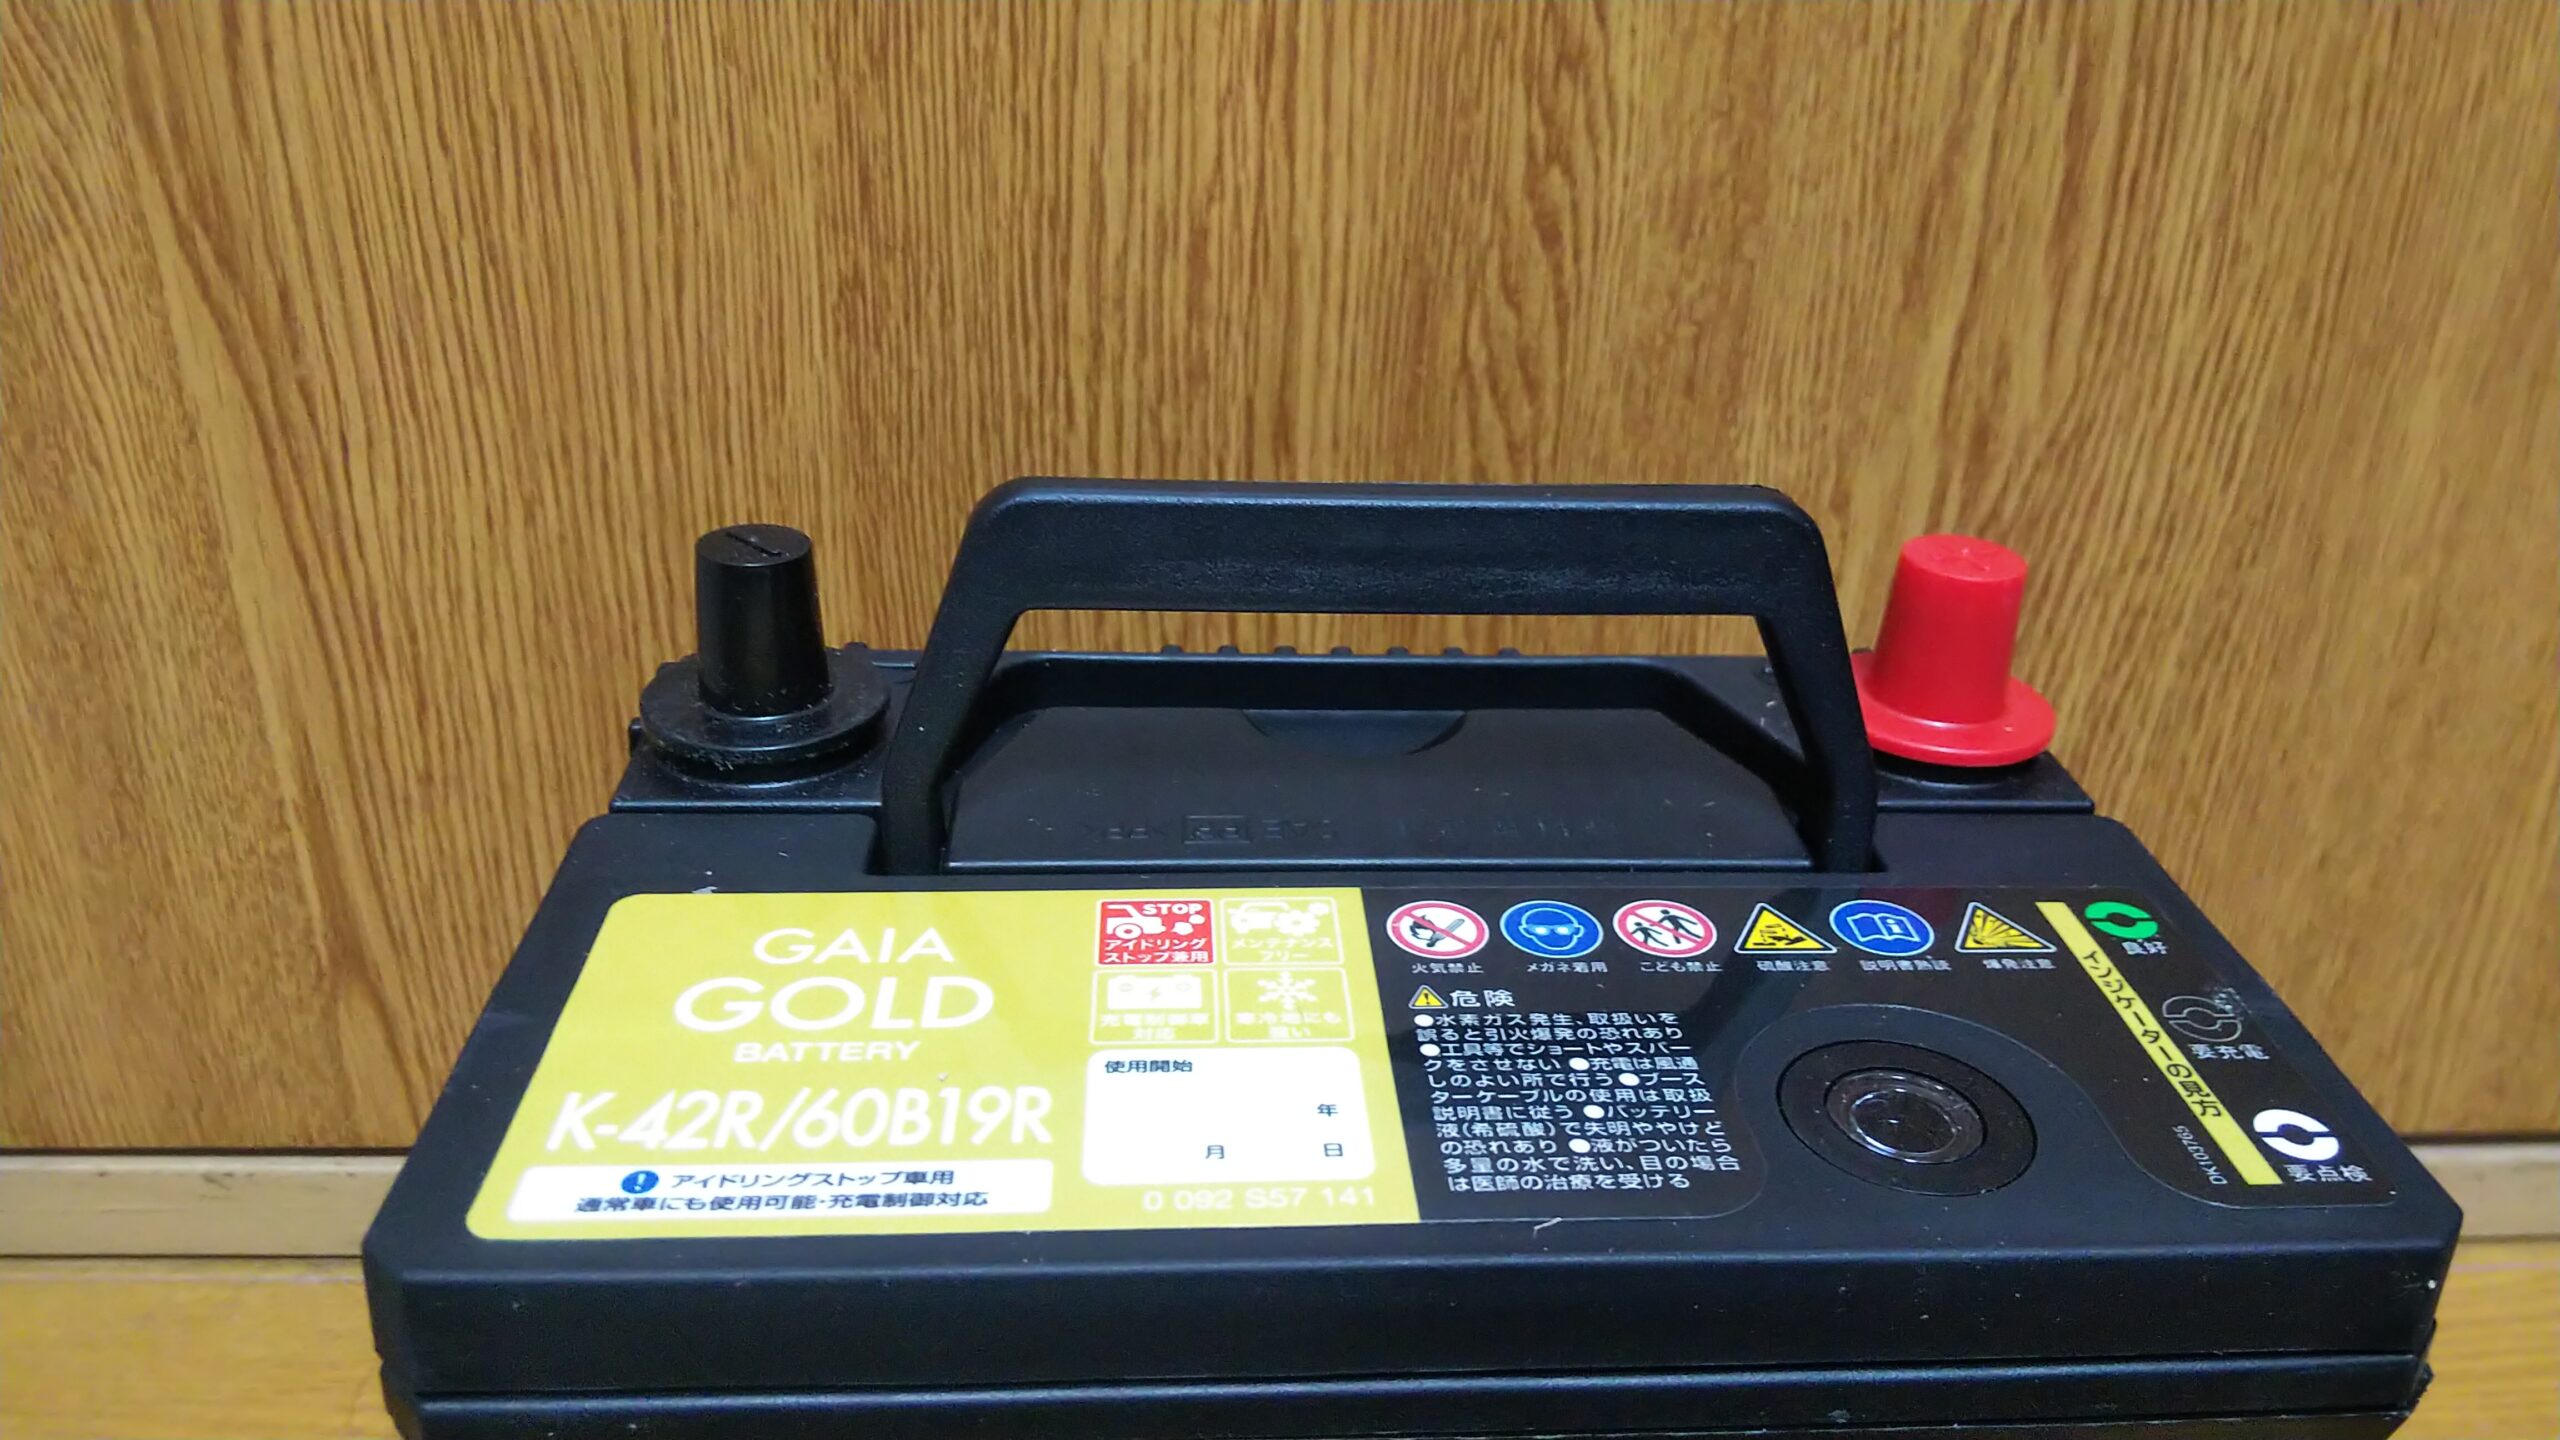 GAIA
GOLD
BATTERY
K-42R/60B19R
アイドリングストップ車用
通常車にも使用可能・充電制御対応
STOP
アイドリング
ストップ兼用
メンテナンス
フリー
充電制御車
対応
寒冷地にも
強い
使用開始
年
月 日
0 092 S57 141
火気禁止
メガネ着用
こども禁止
硫酸注意
説明書熟読
爆発注意
危険
●水素ガス発生、取扱いを
誤ると引火爆発の恐れあり
●工具等でショートやスパー
クをさせない ●充電は風通
しのよい所で行う ●ブース
ターケーブルの使用は取扱
説明書に従う ●バッテリー
液(希硫酸)で失明ややけど
の恐れあり ●液がついたら
多量の水で洗い、目の場合
は医師の治療を受ける
インジケーターの見方
良好
要充電
要点検
DK103765